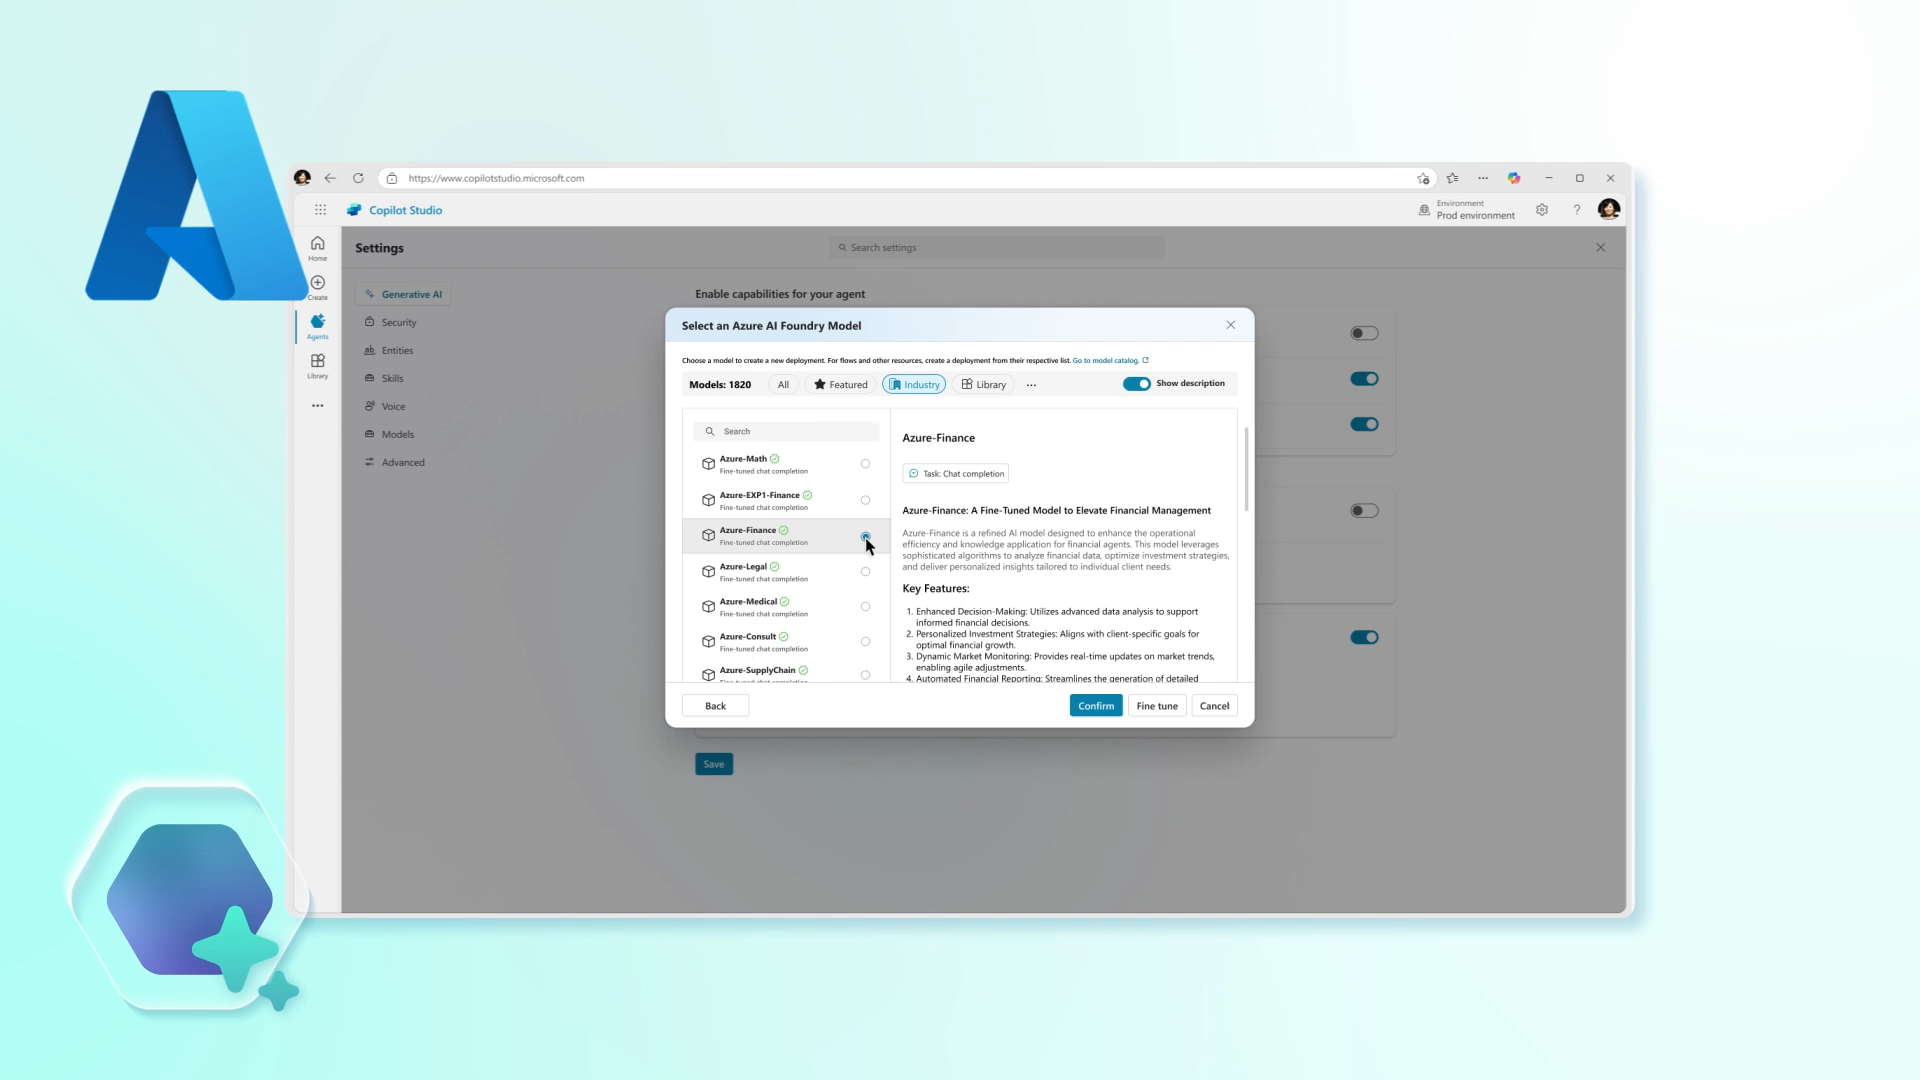 https://www.copilotstudio.microsoft.com
Copilot Studio
Environment
Prod environment
Home
Create
Agents
Library
Settings
Search settings
Generative AI
Security
Entities
Skills
Voice
Models
Advanced
Enable capabilities for your agent
Select an Azure AI Foundry Model
Choose a model to create a new deployment. For flows and other resources, create a deployment from their respective list. Go to model catalog.
Models: 1820
All
Featured
Industry
Library
Show description
Search
Azure-Math
Fine-tuned chat completion
Azure-EXP1-Finance
Fine-tuned chat completion
Azure-Finance
Fine-tuned chat completion
Azure-Legal
Fine-tuned chat completion
Azure-Medical
Fine-tuned chat completion
Azure-Consult
Fine-tuned chat completion
Azure-SupplyChain
Fine-tuned chat completion
Azure-Finance
Task: Chat completion
Azure-Finance: A Fine-Tuned Model to Elevate Financial Management
Azure-Finance is a refined AI model designed to enhance the operational
efficiency and knowledge application for financial agents. This model leverages
sophisticated algorithms to analyze financial data, optimize investment strategies,
and deliver personalized insights tailored to individual client needs.
Key Features:
1. Enhanced Decision-Making: Utilizes advanced data analysis to support
informed financial decisions.
2. Personalized Investment Strategies: Aligns with client-specific goals for
optimal financial growth.
3. Dynamic Market Monitoring: Provides real-time updates on market trends,
enabling agile adjustments.
4. Automated Financial Reporting: Streamlines the generation of detailed
Back
Confirm
Fine tune
Cancel
Save